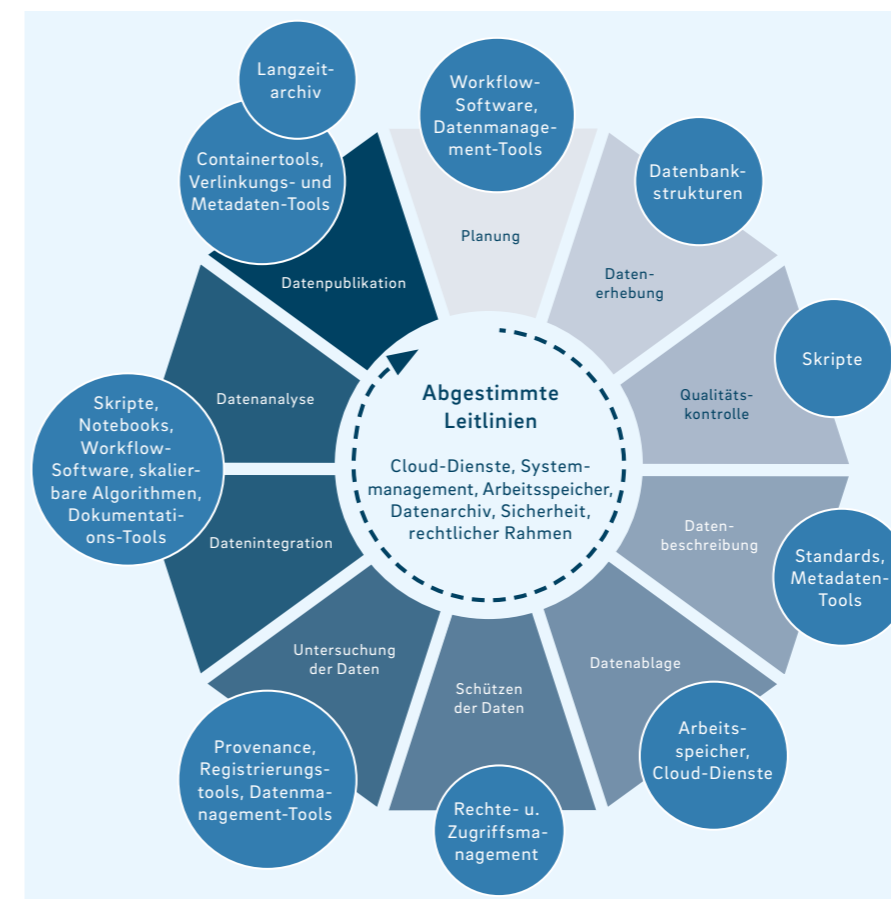 Langzeit-
archiv
Containertools,
Verlinkungs- und
Metadaten-Tools
Datenpublikation
Workflow-
Software,
Datenmanage-
ment-Tools
Planung
Datenbank-
strukturen
Daten-
erhebung
Skripte
Qualitäts-
kontrolle
Standards,
Metadaten-
Tools
Daten-
beschreibung
Arbeits-
speicher,
Cloud-Dienste
Datenablage
Rechte- u.
Zugriffsma-
nagement
Schützen
der Daten
Provenance,
Registrierungs-
tools, Datenma-
nagement-Tools
Untersuchung
der Daten
Skripte,
Notebooks,
Workflow-
Software, skalier-
bare Algorithmen,
Dokumentati-
ons-Tools
Datenintegration
Datenanalyse
Abgestimmte
Leitlinien
Cloud-Dienste, System-
management, Arbeitsspeicher,
Datenarchiv, Sicherheit,
rechtlicher Rahmen